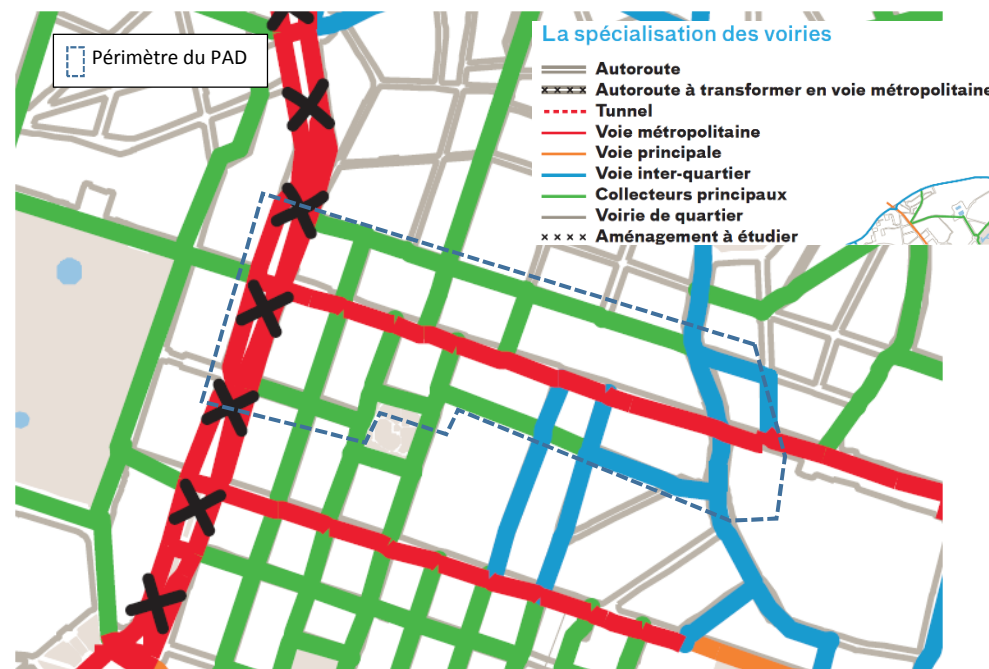 Périmètre du PAD
La spécialisation des voiries
Autoroute
Autoroute à transformer en voie métropolitaine
Tunnel
Voie métropolitaine
Voie principale
Voie inter-quartier
Collecteurs principaux
Voirie de quartier
Aménagement à étudier